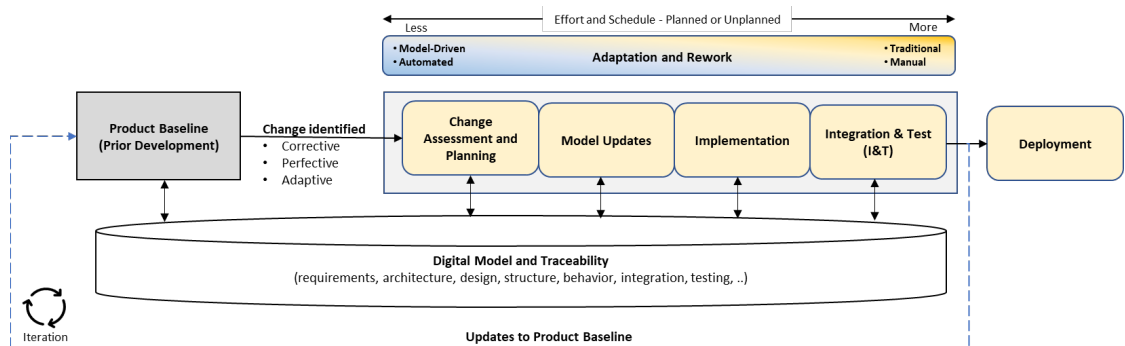 Effort and Schedule - Planned or Unplanned
Less
More
• Model-Driven
• Automated
Adaptation and Rework
• Traditional
• Manual
Product Baseline
(Prior Development)
Change identified
• Corrective
• Perfective
• Adaptive
Change
Assessment and
Planning
Model Updates
Implementation
Integration & Test
(I&T)
Deployment
Digital Model and Traceability
(requirements, architecture, design, structure, behavior, integration, testing, ..)
Iteration
Updates to Product Baseline